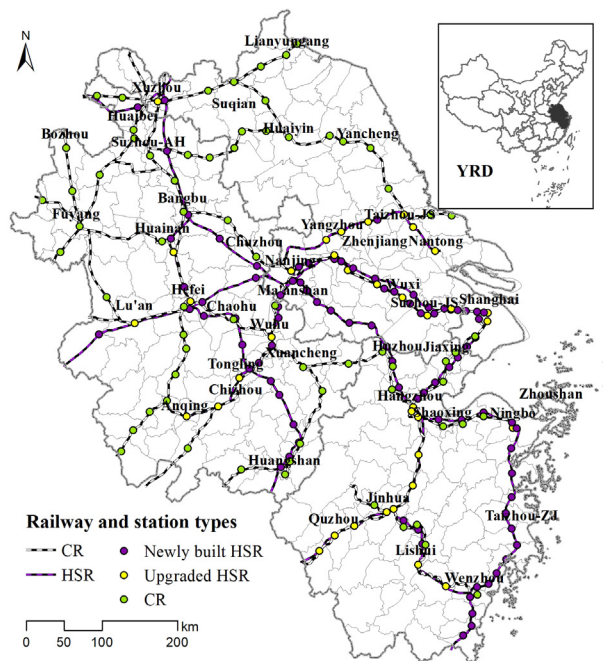 N
Lianyungang
Xuzhou
Suqian
Huaibei
Bozhou
Suzhou-AH
Huaiyin
Yancheng
YRD
Bangbu
Fuyang
Huainan
Chuzhou
Yangzhou
Taizhou-JS
Zhenjiang
Nantong
Nanjing
Hefei
Ma'anshan
Wuxi
Lu'an
Chaohu
Suzhou-JS
Shanghai
Wuhu
Xuancheng
Huzhou
Jiaxing
Tongling
Chizhou
Hangzhou
Zhoushan
Anqing
Shaoxing
Ningbo
Huangshan
Jinhua
Quzhou
Taizhou-ZJ
Lishui
Wenzhou
Railway and station types
CR
Newly built HSR
HSR
Upgraded HSR
CR
km
0 50 100 200